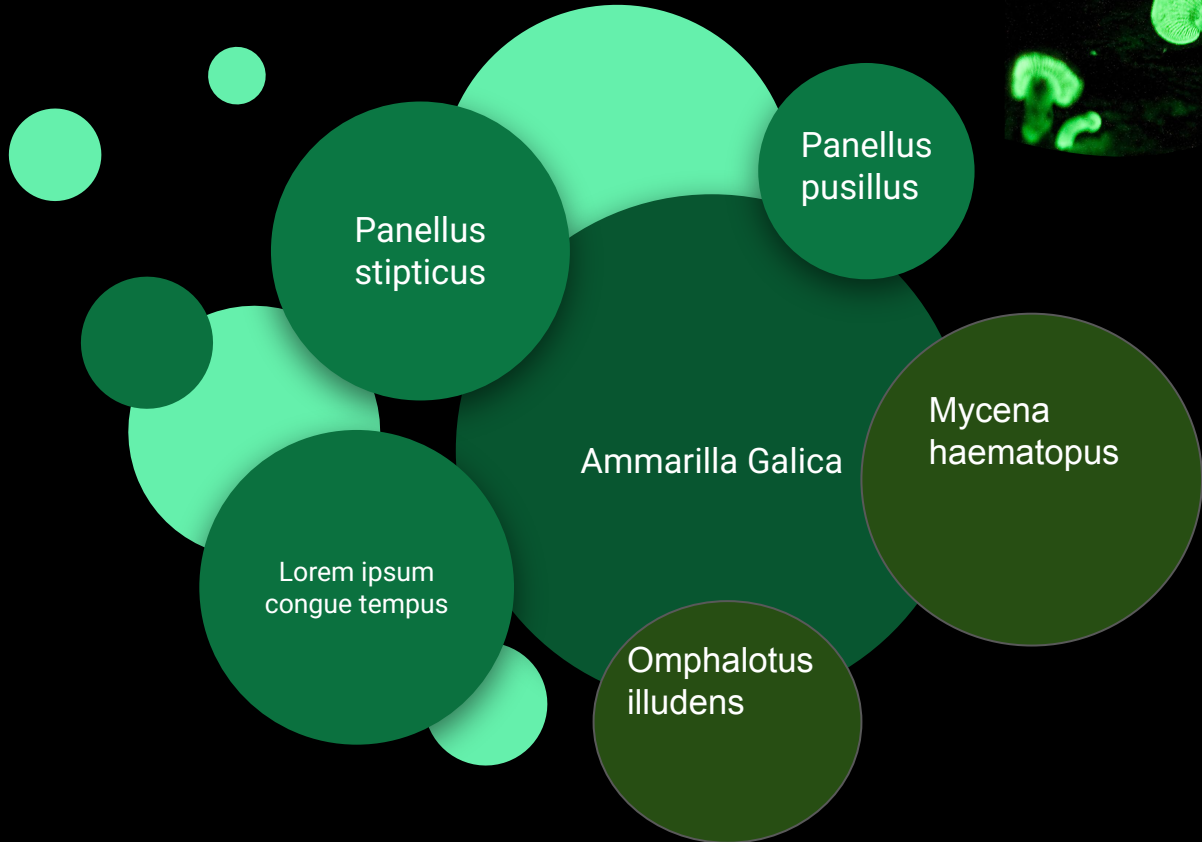 Panellus
pusillus
Panellus
stipticus
Mycena
haematopus
Ammarilla Galica
Lorem ipsum
congue tempus
Omphalotus
illudens